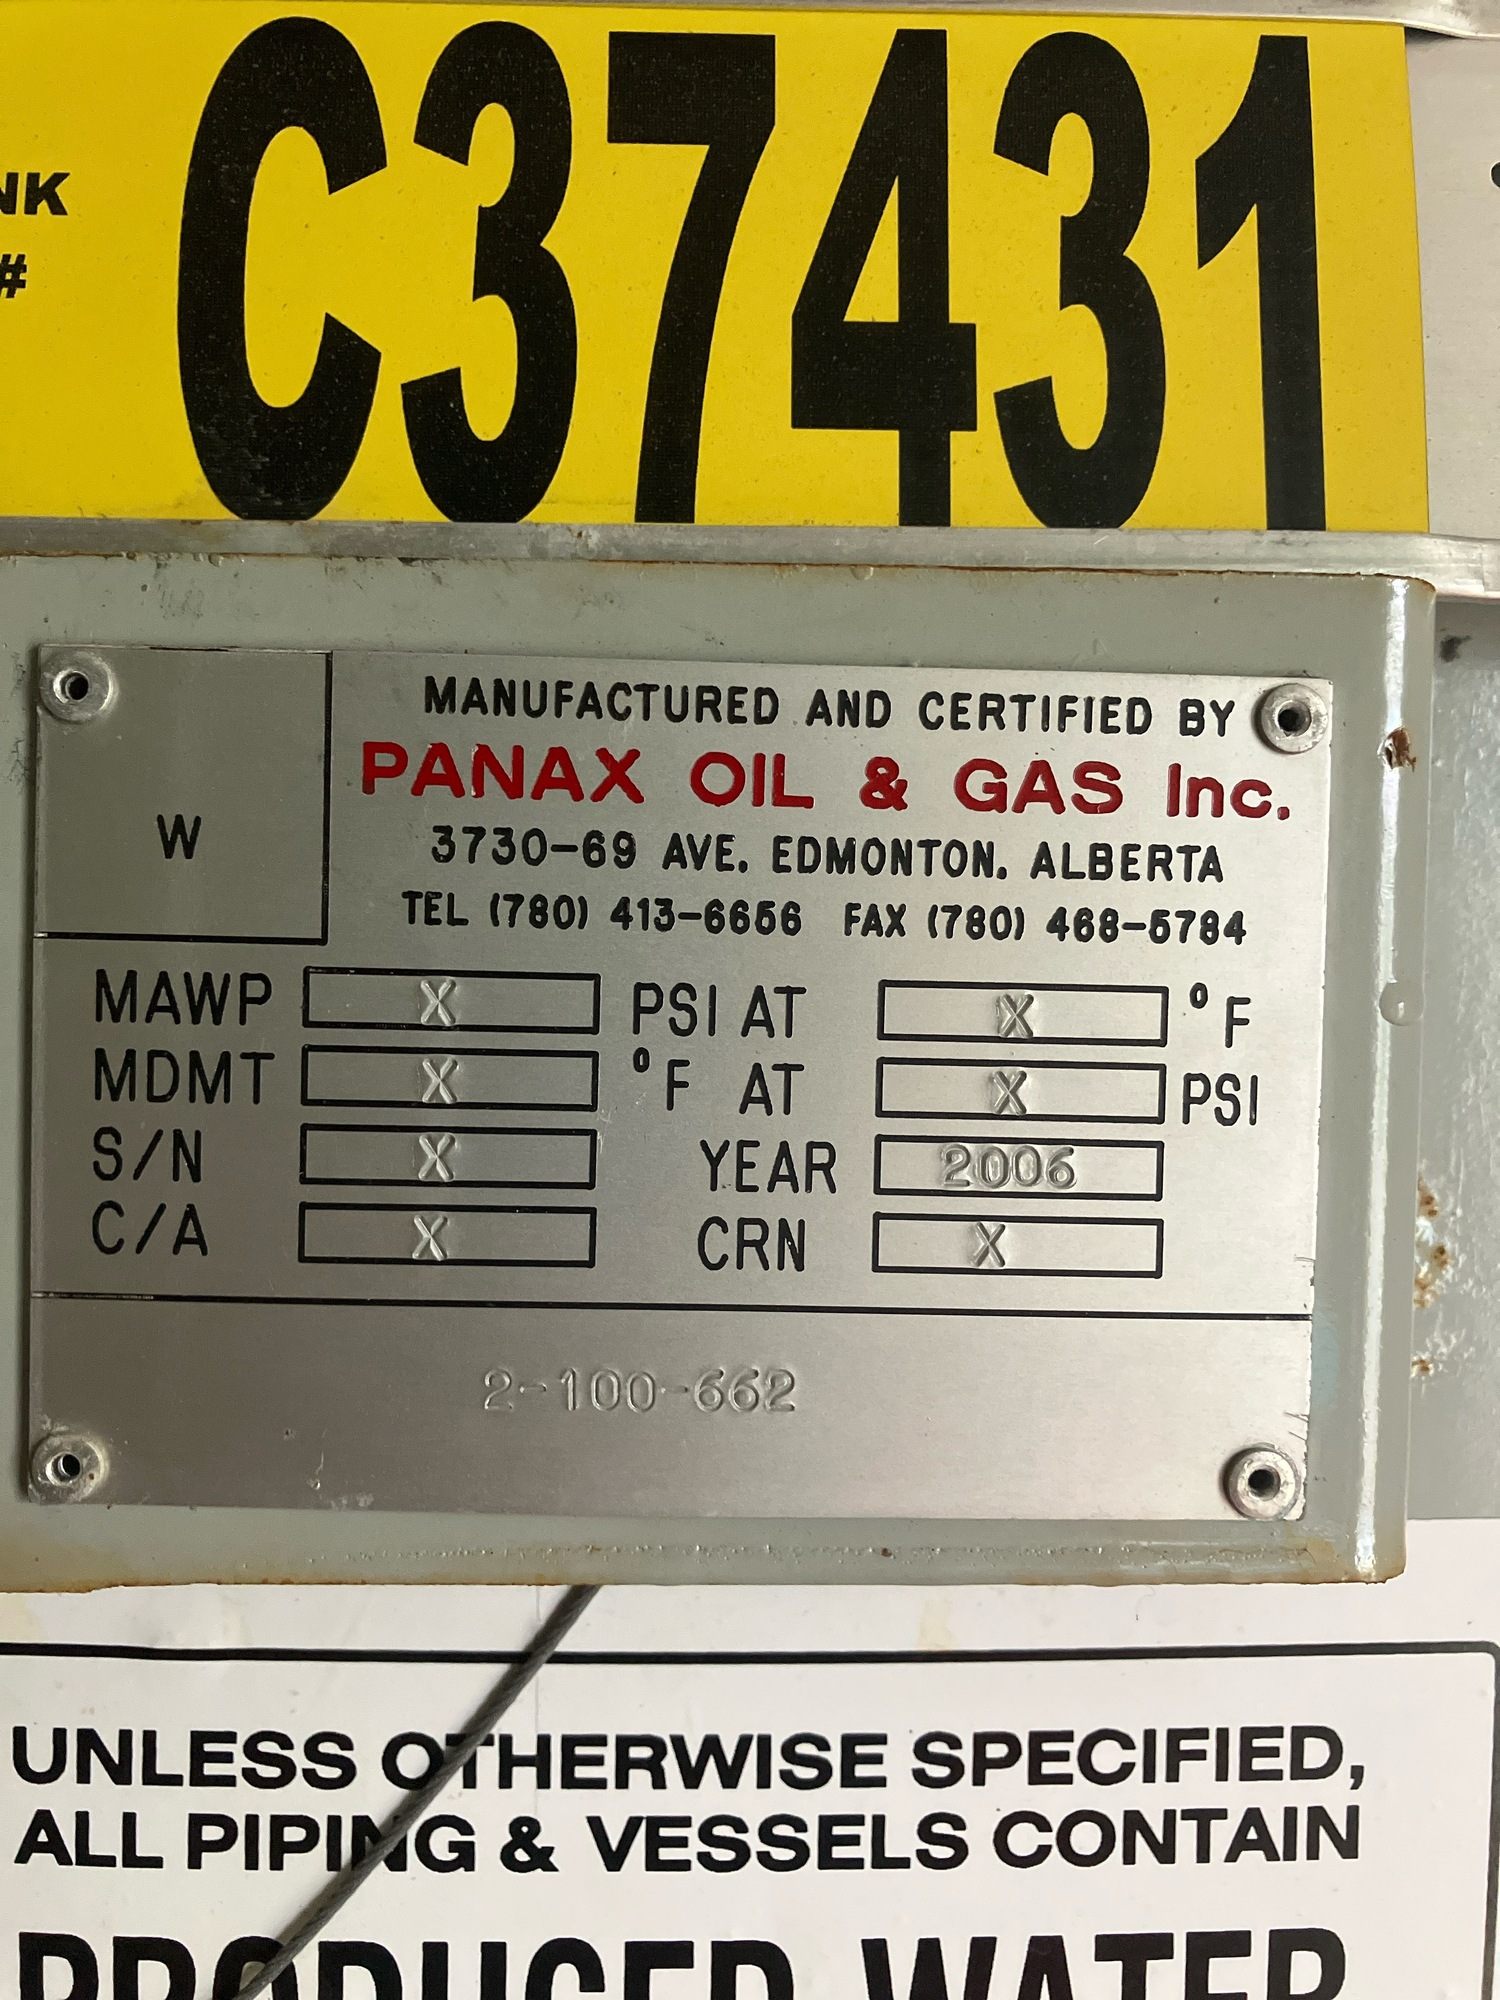 NK
#
C37431
W
MANUFACTURED AND CERTIFIED BY
PANAX OIL & GAS Inc.
3730-69 AVE. EDMONTON. ALBERTA
TEL (780) 413-6656 FAX (780) 468-5784
MAWP X PSI AT X °F
MDMT X °F AT X PSI
S/N X YEAR 2006
C/A X CRN X
2-100-662
UNLESS OTHERWISE SPECIFIED,
ALL PIPING & VESSELS CONTAIN
PRODUCED WATER